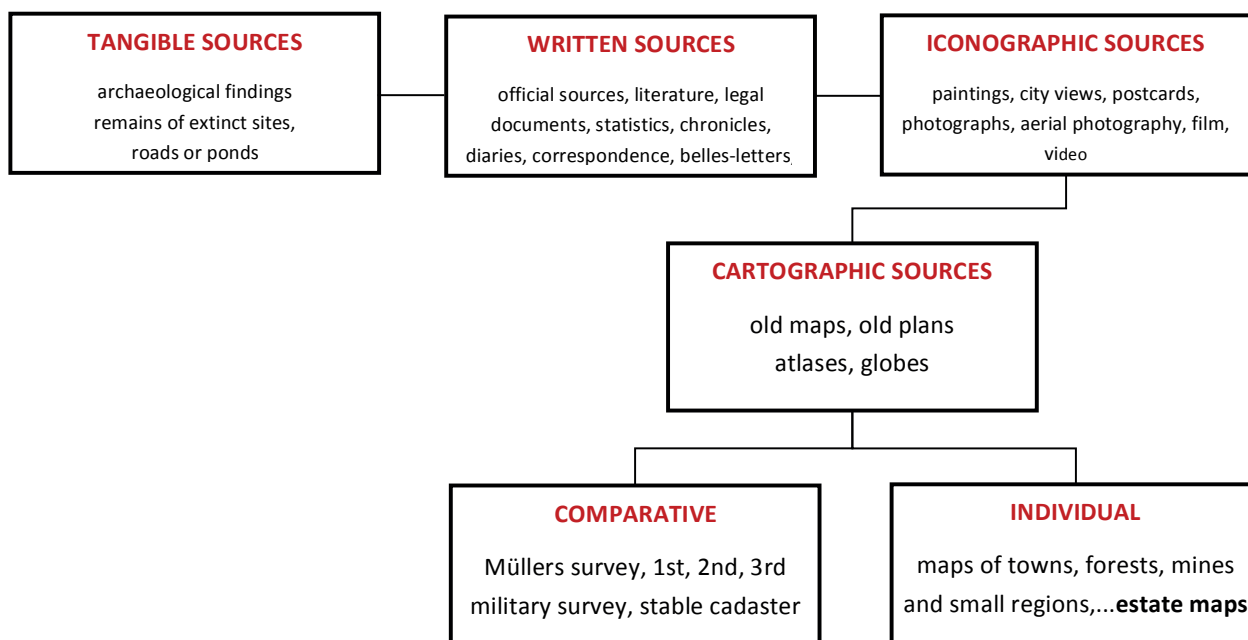 TANGIBLE SOURCES
archaeological findings
remains of extinct sites,
roads or ponds
WRITTEN SOURCES
official sources, literature, legal
documents, statistics, chronicles,
diaries, correspondence, belles-letters,
ICONOGRAPHIC SOURCES
paintings, city views, postcards,
photographs, aerial photography, film,
video
CARTOGRAPHIC SOURCES
old maps, old plans
atlases, globes
COMPARATIVE
Müllers survey, 1st, 2nd, 3rd
military survey, stable cadaster
INDIVIDUAL
maps of towns, forests, mines
and small regions,...estate maps